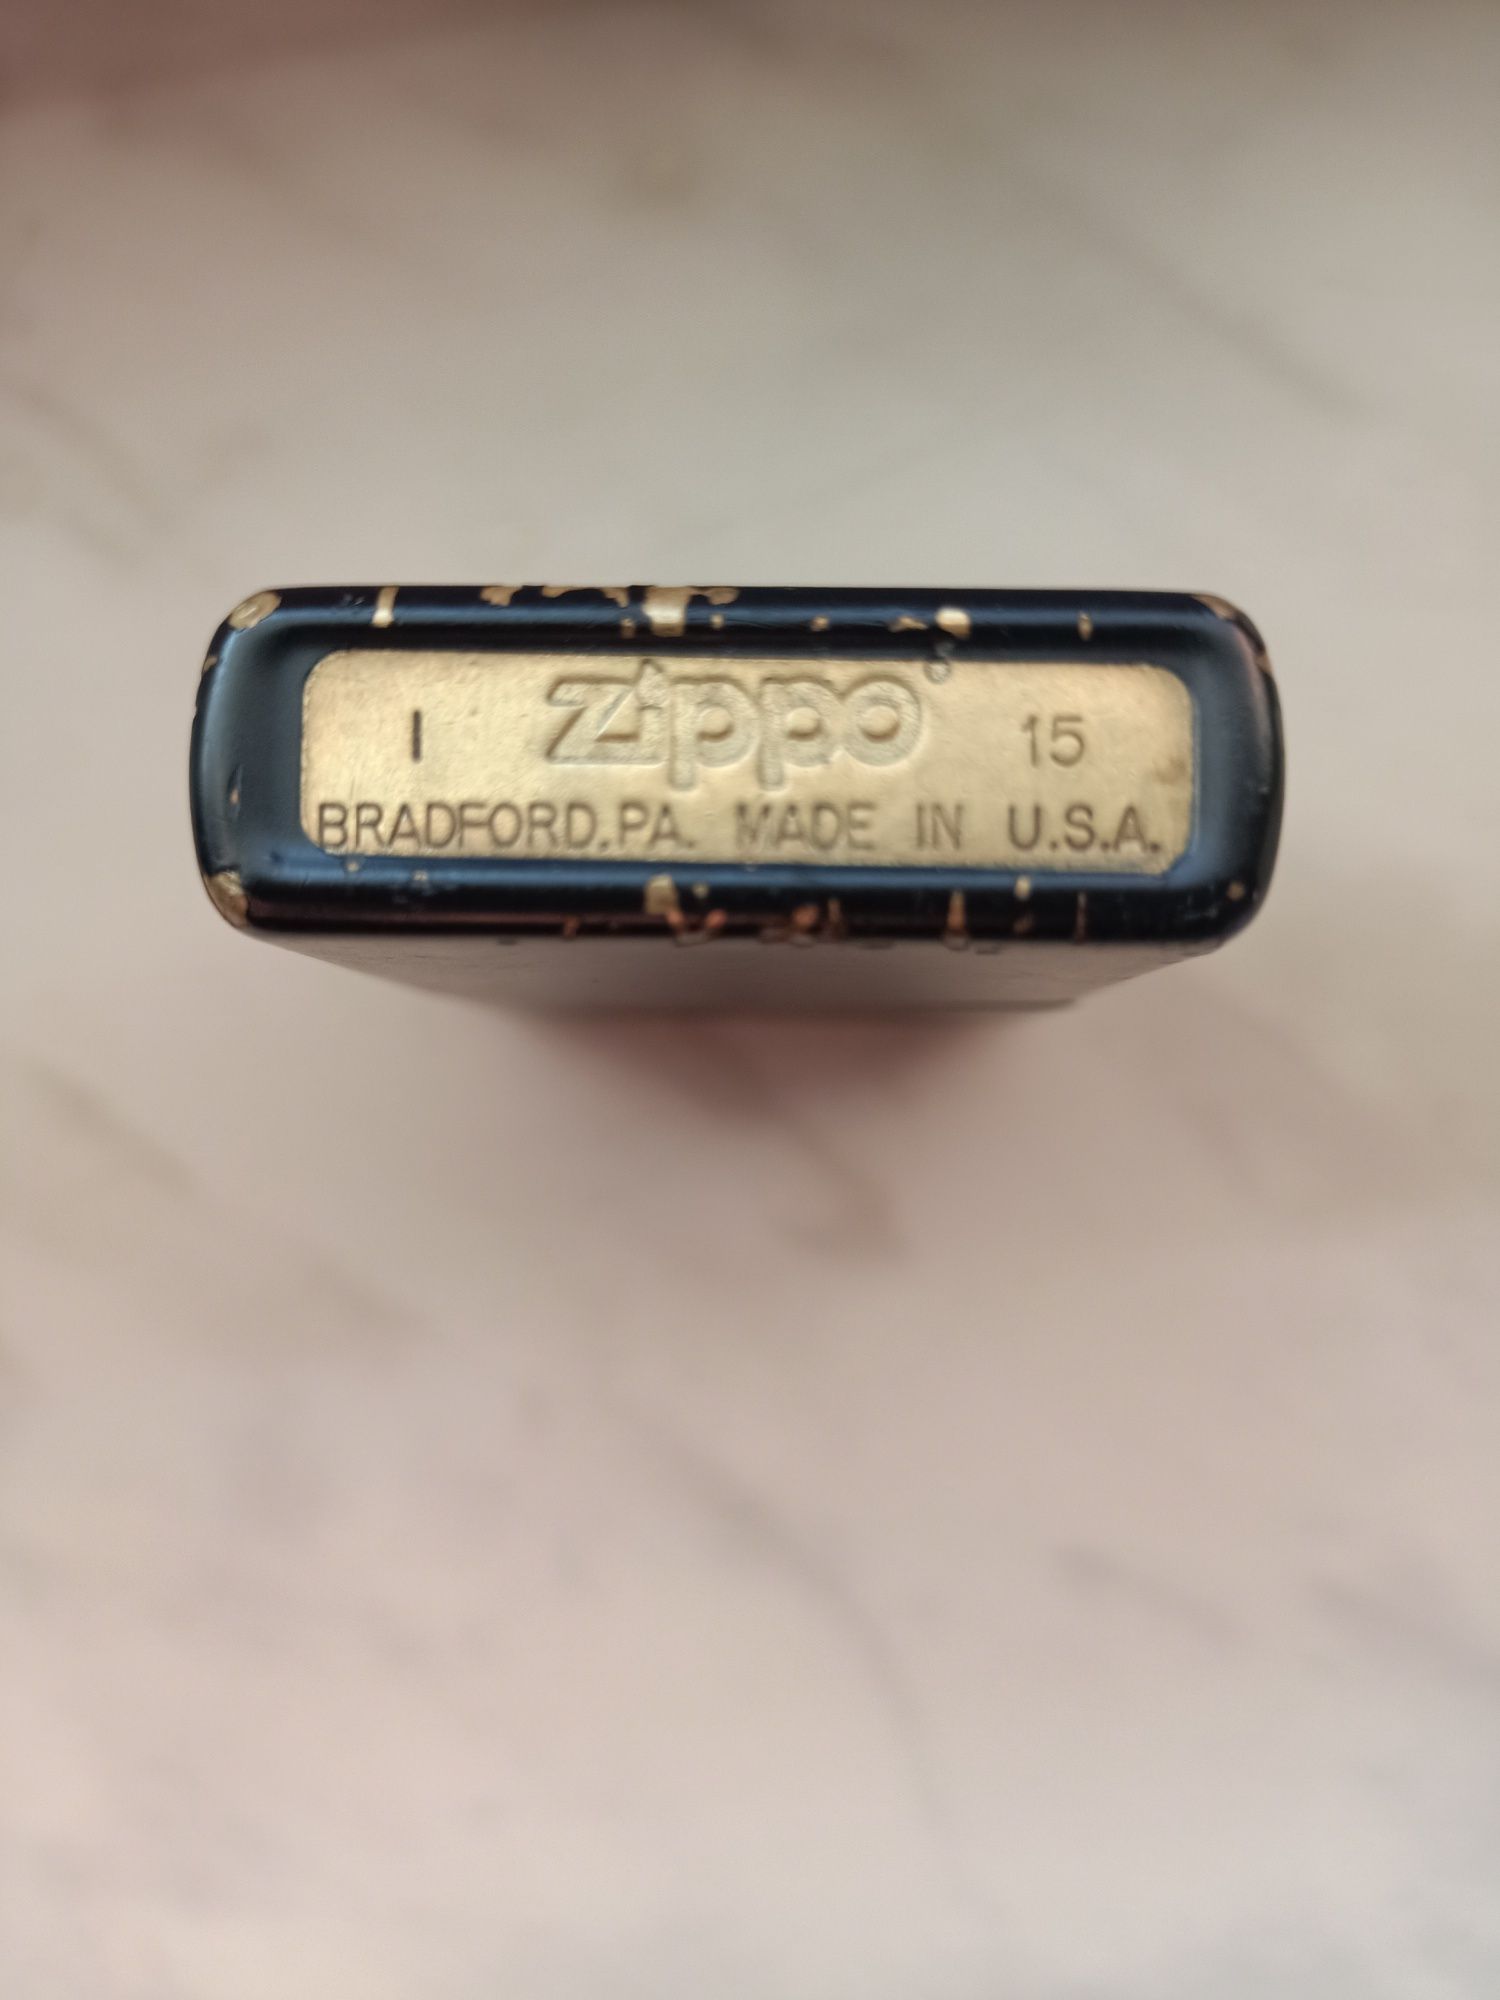 I zippo® 15
BRADFORD, PA. MADE IN U.S.A.